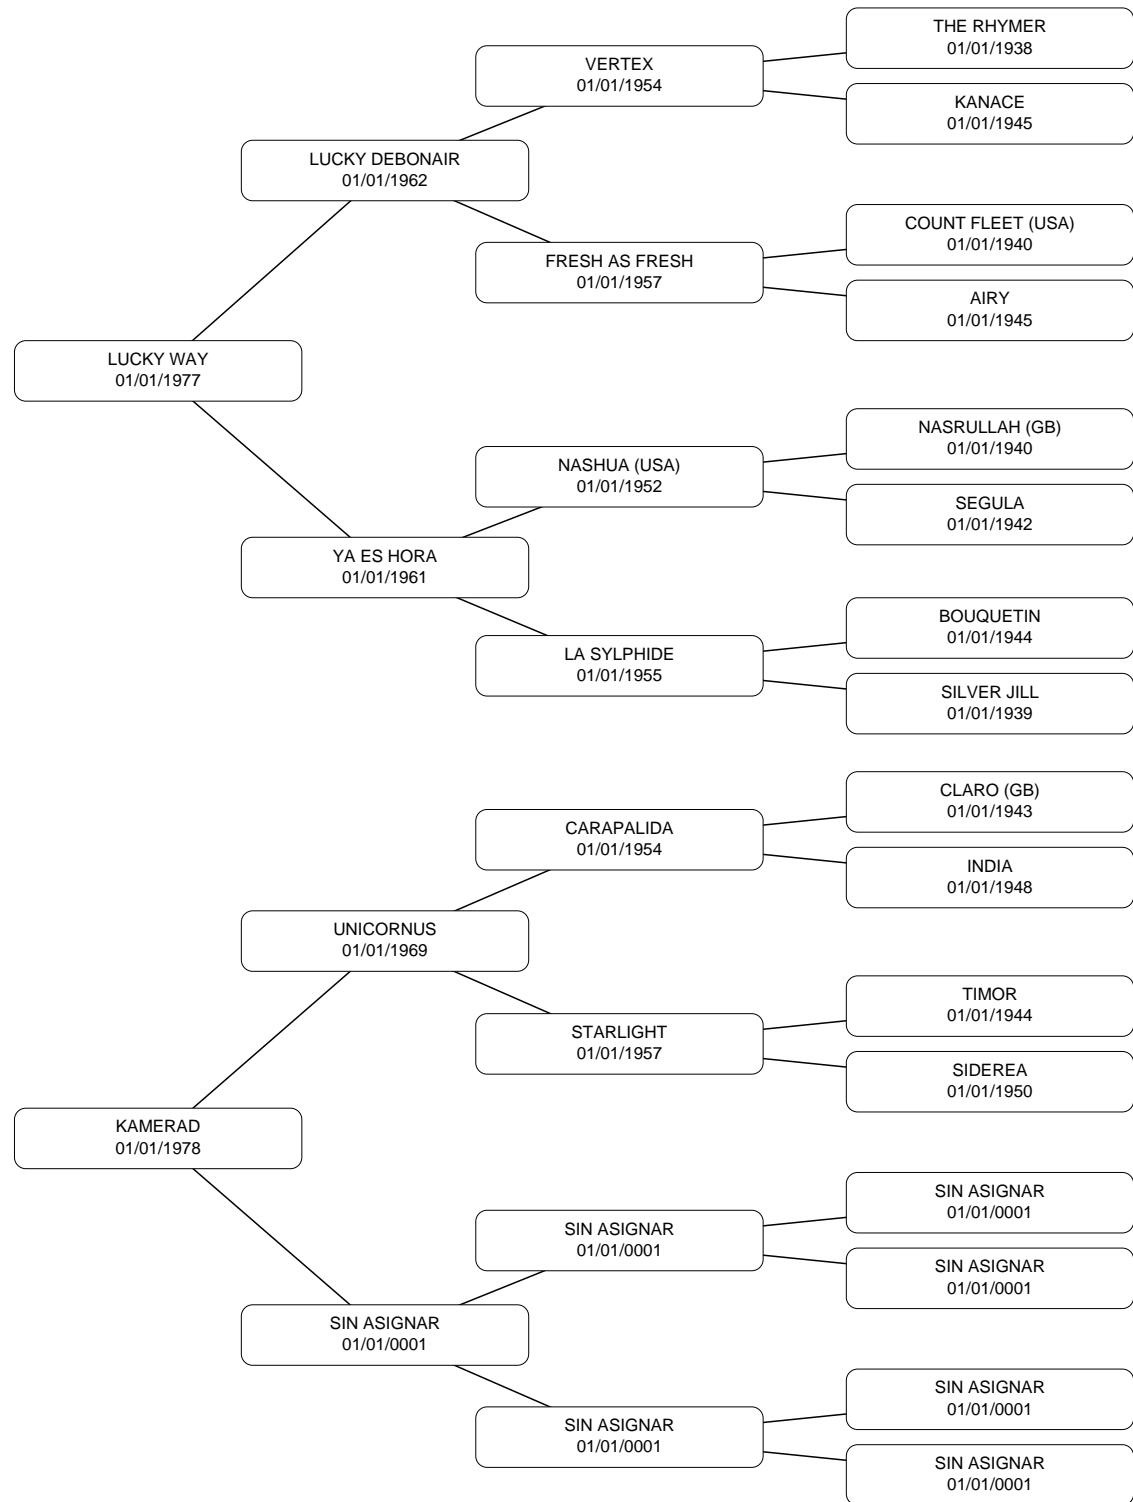 THE RHYMER
01/01/1938
VERTEX
01/01/1954
KANACE
01/01/1945
LUCKY DEBONAIR
01/01/1962
COUNT FLEET (USA)
01/01/1940
FRESH AS FRESH
01/01/1957
AIRY
01/01/1945
LUCKY WAY
01/01/1977
NASRULLAH (GB)
01/01/1940
NASHUA (USA)
01/01/1952
SEGULA
01/01/1942
YA ES HORA
01/01/1961
BOUQUETIN
01/01/1944
LA SYLPHIDE
01/01/1955
SILVER JILL
01/01/1939
CLARO (GB)
01/01/1943
CARAPALIDA
01/01/1954
INDIA
01/01/1948
UNICORNUS
01/01/1969
TIMOR
01/01/1944
STARLIGHT
01/01/1957
SIDEREA
01/01/1950
KAMERAD
01/01/1978
SIN ASIGNAR
01/01/0001
SIN ASIGNAR
01/01/0001
SIN ASIGNAR
01/01/0001
SIN ASIGNAR
01/01/0001
SIN ASIGNAR
01/01/0001
SIN ASIGNAR
01/01/0001
SIN ASIGNAR
01/01/0001